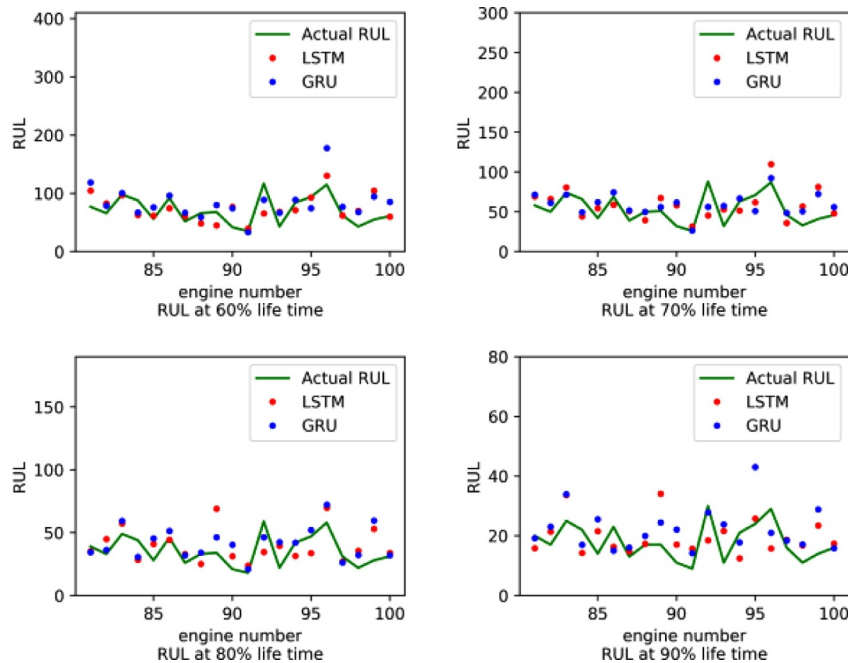 400
300
200
100
0
RUL
Actual RUL
LSTM
GRU
85
90
95
100
engine number
RUL at 60% life time
300
250
200
150
100
50
0
RUL
Actual RUL
LSTM
GRU
85
90
95
100
engine number
RUL at 70% life time
150
100
50
0
RUL
Actual RUL
LSTM
GRU
85
90
95
100
engine number
RUL at 80% life time
80
60
40
20
0
RUL
Actual RUL
LSTM
GRU
85
90
95
100
engine number
RUL at 90% life time